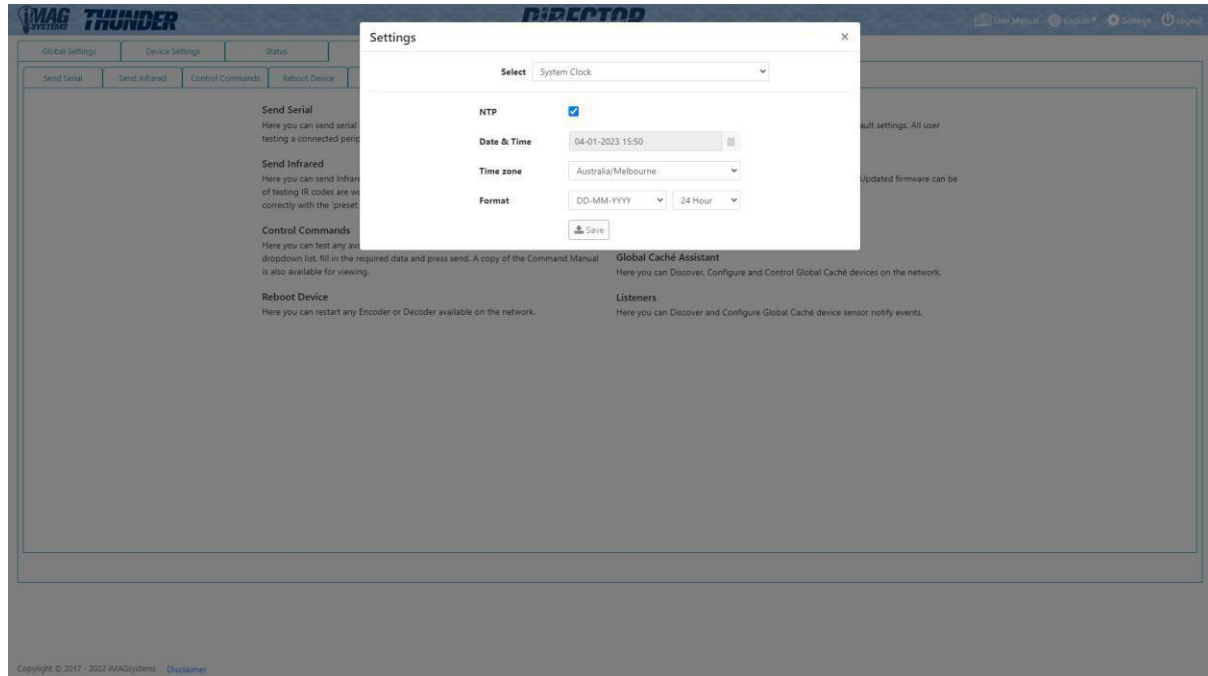 iMAG SYSTEMS THUNDER
DiRECTOR
User Manual English Settings Logout
Global Settings Device Settings Status
Send Serial Send Infrared Control Commands Reboot Device
Settings ×
Select System Clock
NTP
Date & Time 04-01-2023 15:50
Time zone Australia/Melbourne
Format DD-MM-YYYY 24 Hour
Save
Send Serial
Here you can send serial
testing a connected perip
Send Infrared
Here you can send Infrare
of testing IR codes are wo
correctly with the 'preset
Control Commands
Here you can test any ava
dropdown list, fill in the required data and press send. A copy of the Command Manual
is also available for viewing.
Reboot Device
Here you can restart any Encoder or Decoder available on the network.
ault settings. All user
Updated firmware can be
Global Caché Assistant
Here you can Discover, Configure and Control Global Caché devices on the network.
Listeners
Here you can Discover and Configure Global Caché device sensor notify events.
Copyright © 2017 - 2022 iMAGsystems Disclaimer